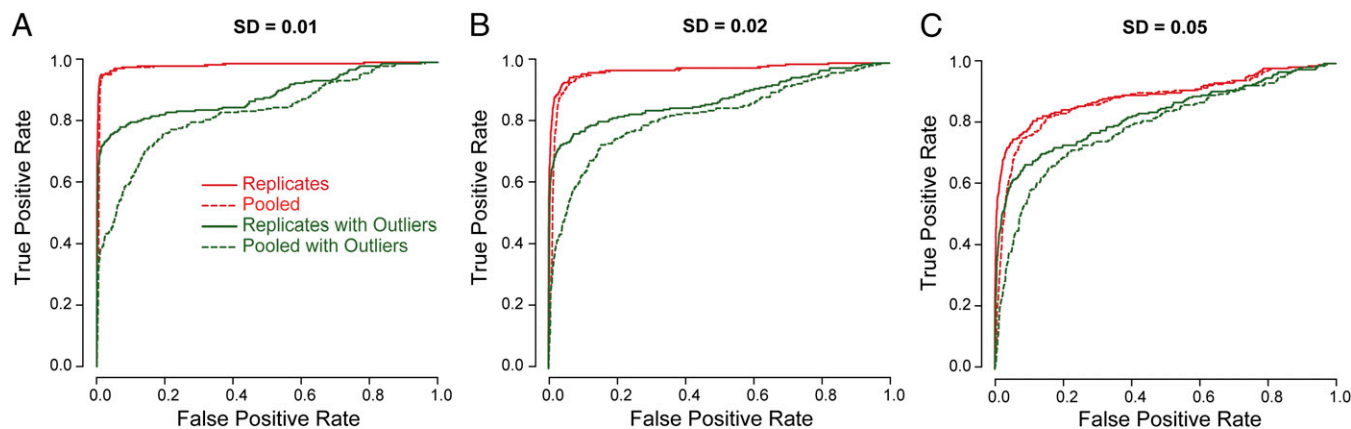 A
SD = 0.01
True Positive Rate
1.0
0.8
0.6
0.4
0.2
0.0
Replicates
Pooled
Replicates with Outliers
Pooled with Outliers
0.0 0.2 0.4 0.6 0.8 1.0
False Positive Rate
B
SD = 0.02
True Positive Rate
1.0
0.8
0.6
0.4
0.2
0.0
0.0 0.2 0.4 0.6 0.8 1.0
False Positive Rate
C
SD = 0.05
True Positive Rate
1.0
0.8
0.6
0.4
0.2
0.0
0.0 0.2 0.4 0.6 0.8 1.0
False Positive Rate